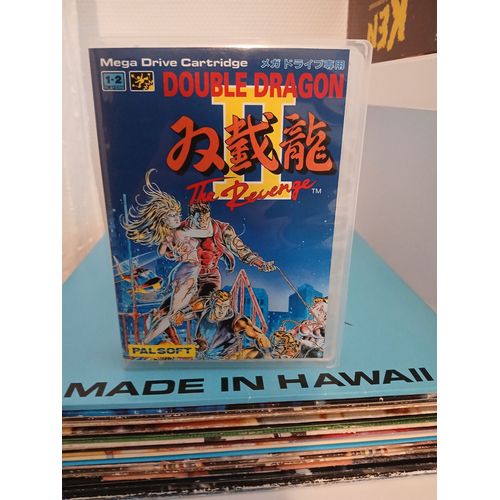 Mega Drive Cartridge メガドライブ専用
1-2
DOUBLE DRAGON
II
双截龍
The Revenge™
PALSOFT
MADE IN HAWAII
KEN